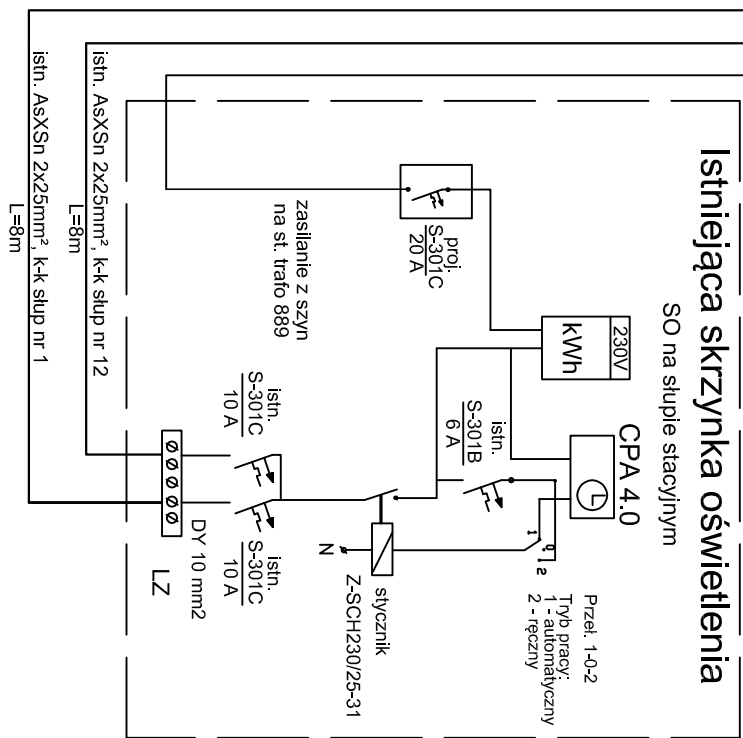 Istniejąca skrzynka oświetlenia
SO na słupie stacyjnym
230V
kWh
CPA 4.0
L
Przeł. 1-0-2
Tryb pracy:
1 - automatyczny
2 - ręczny
1
0
2
proj.
S-301C
20 A
istn.
S-301B
6 A
zasilanie z szyn
na st. trafo 889
stycznik
Z-SCH230/25-31
N
istn.
S-301C
10 A
istn.
S-301C
10 A
DY 10 mm2
LZ
istn. AsXSn 2x25mm², k-k słup nr 12
L=8m
istn. AsXSn 2x25mm², k-k słup nr 1
L=8m